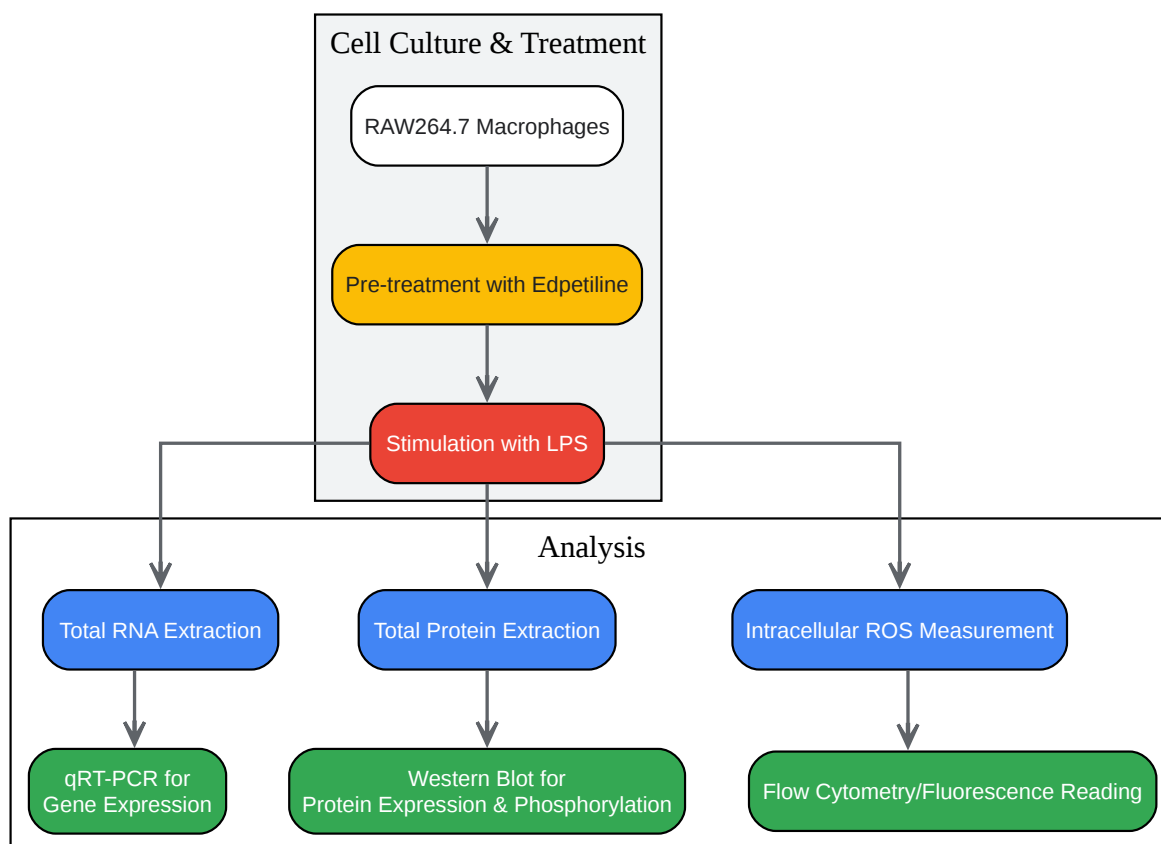 Cell Culture & Treatment
RAW264.7 Macrophages
Pre-treatment with Edpetiline
Stimulation with LPS
Analysis
Total RNA Extraction
Total Protein Extraction
Intracellular ROS Measurement
qRT-PCR for
Gene Expression
Western Blot for
Protein Expression & Phosphorylation
Flow Cytometry/Fluorescence Reading